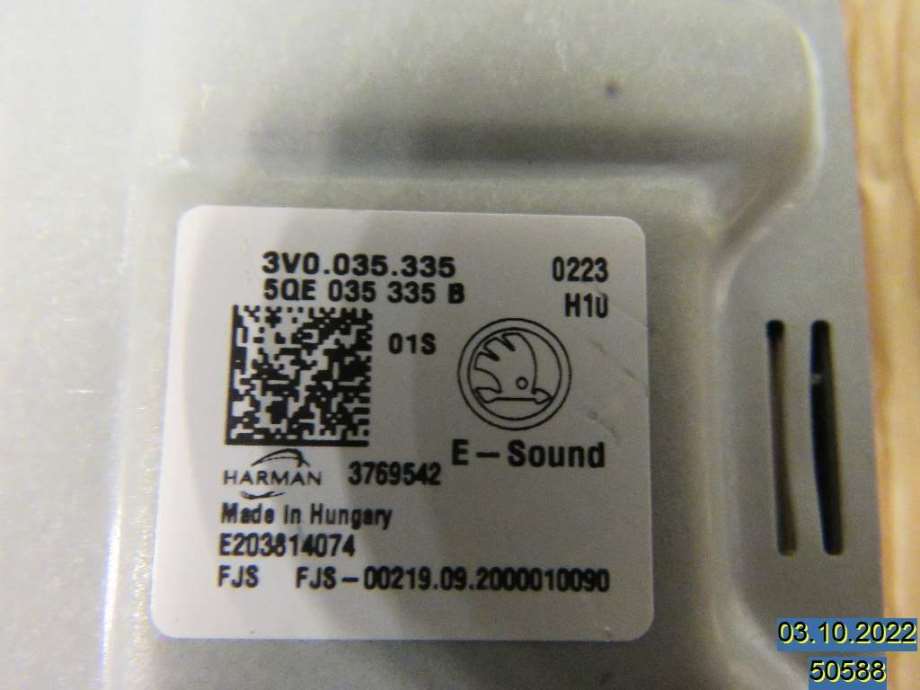 3V0.035.335 0223
5QE 035 335 B H10
01S
E-Sound
HARMAN 3769542
Made in Hungary
E203814074
FJS FJS-00219.09.2000010090
03.10.2022
50588